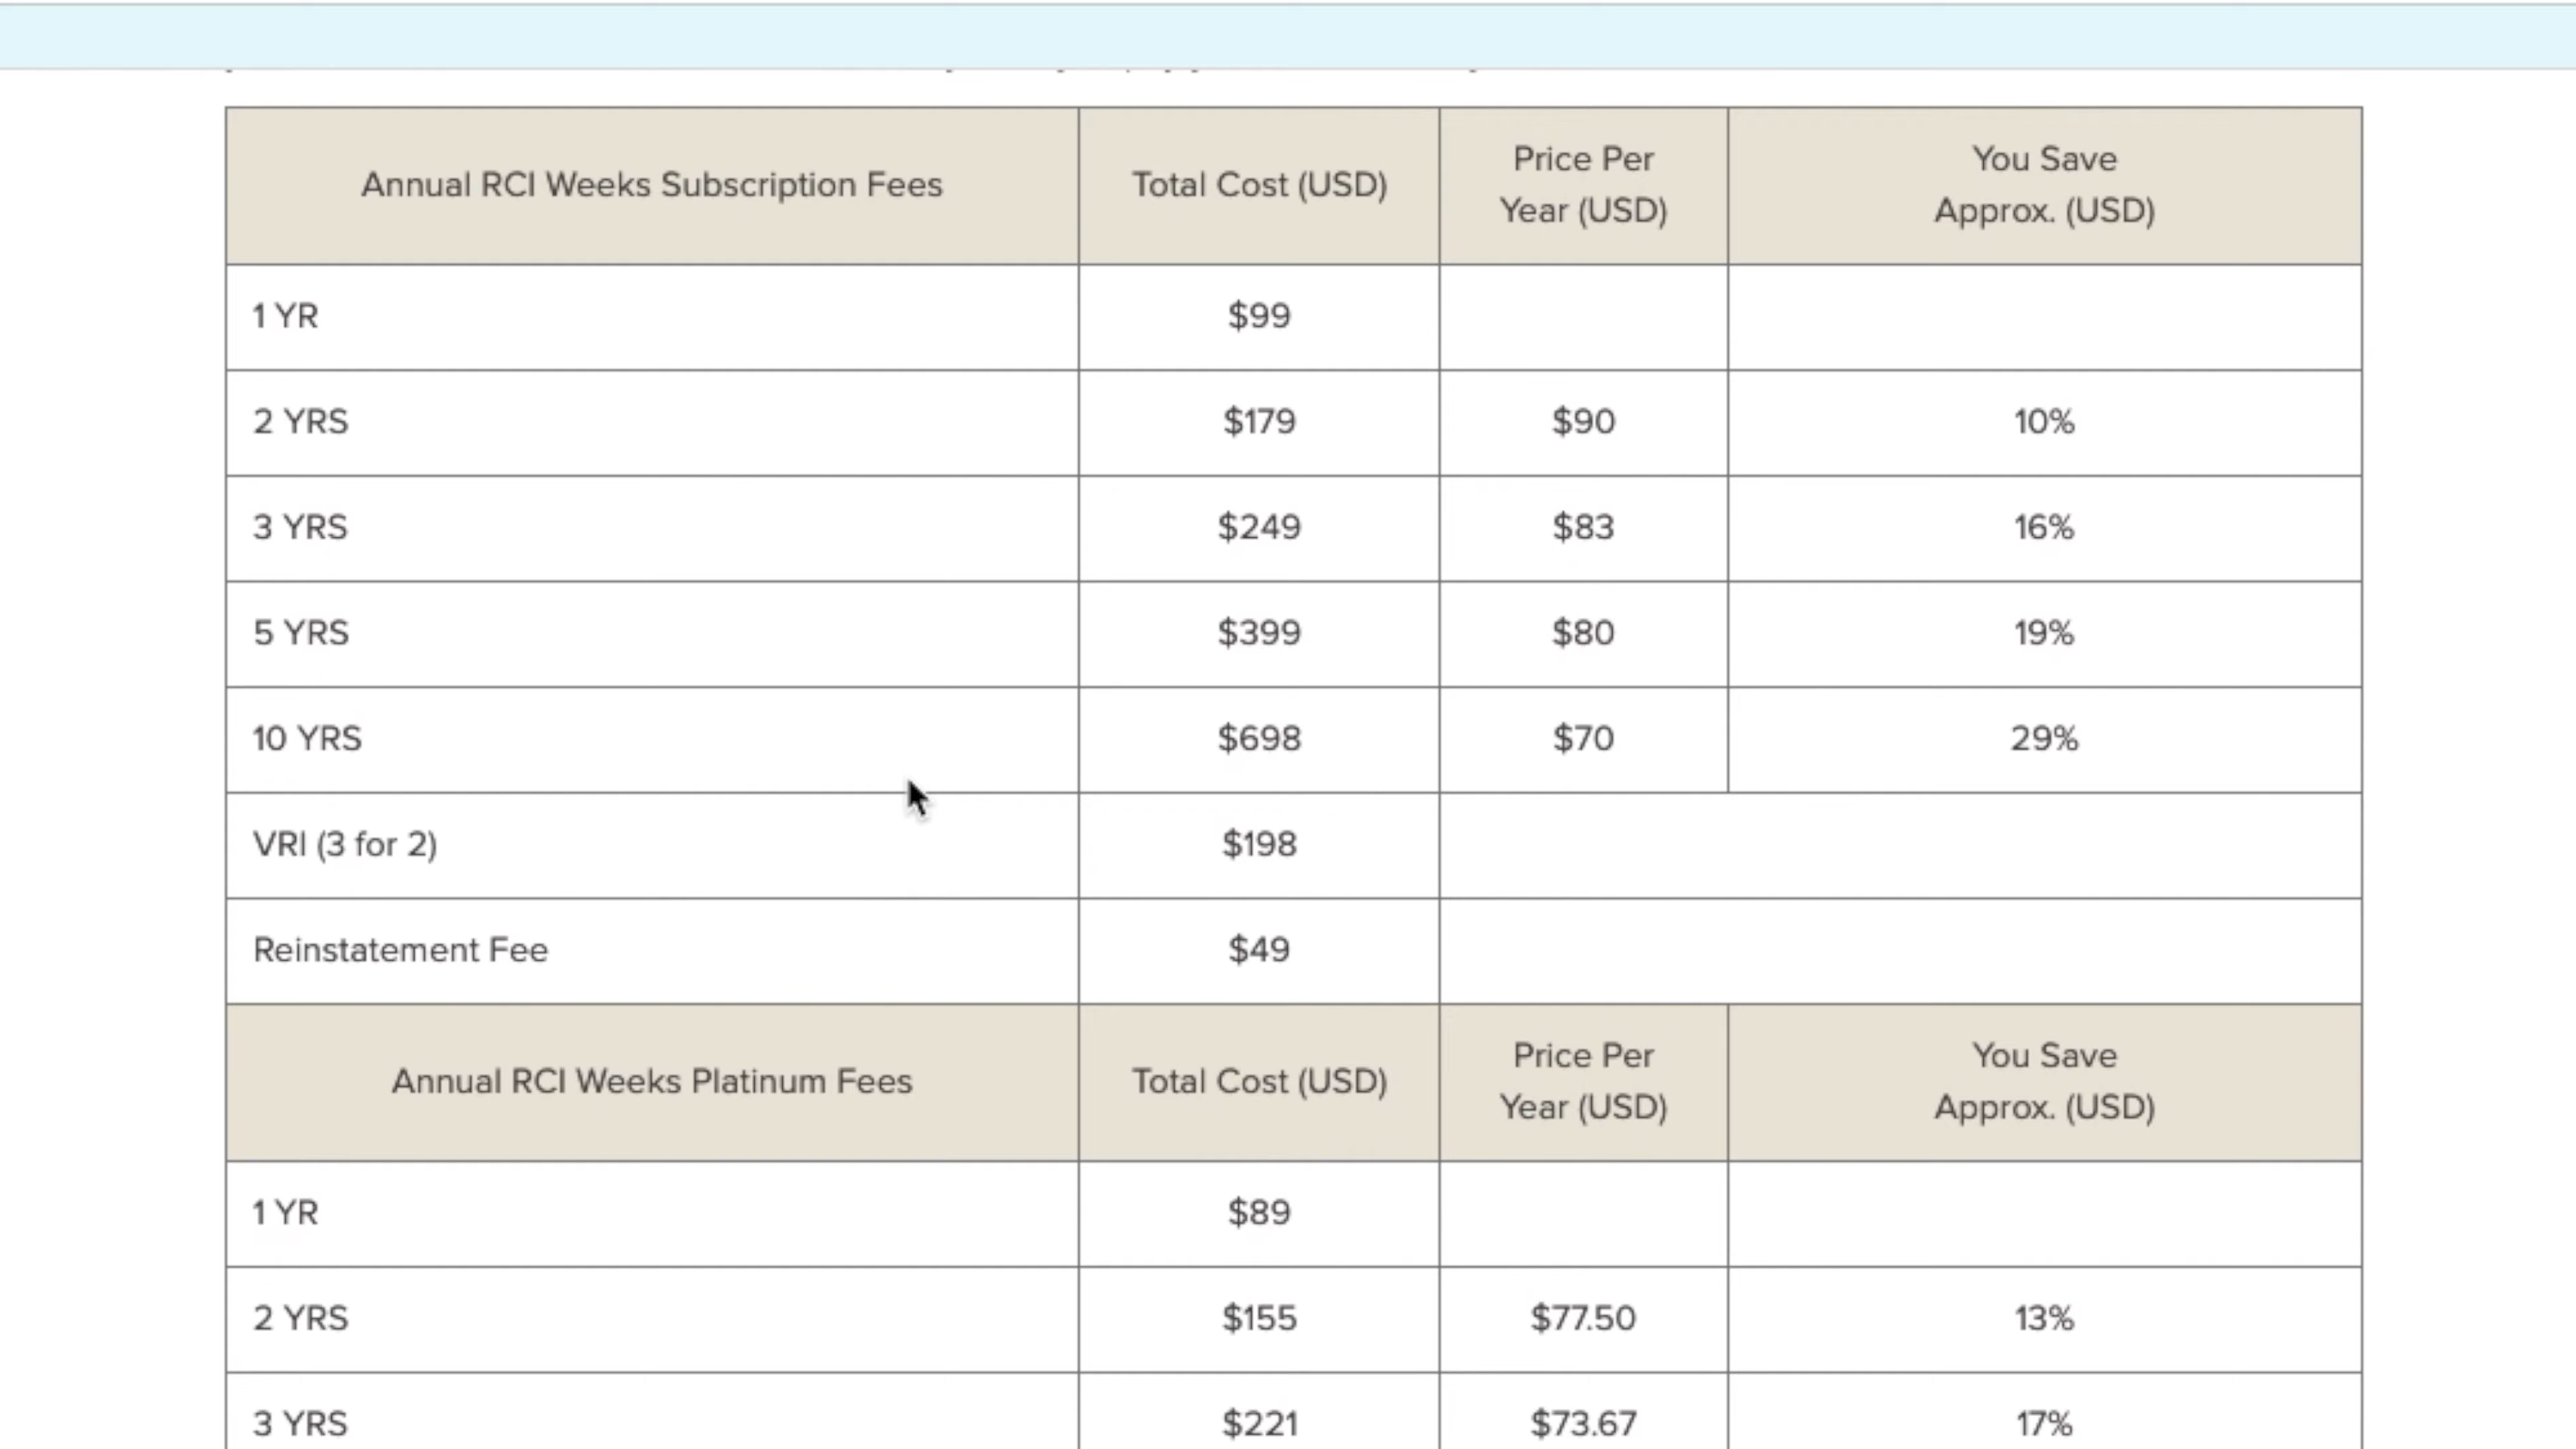 Annual RCI Weeks Subscription Fees Total Cost (USD) Price Per Year (USD) You Save Approx. (USD)
1 YR $99
2 YRS $179 $90 10%
3 YRS $249 $83 16%
5 YRS $399 $80 19%
10 YRS $698 $70 29%
VRI (3 for 2) $198
Reinstatement Fee $49
Annual RCI Weeks Platinum Fees Total Cost (USD) Price Per Year (USD) You Save Approx. (USD)
1 YR $89
2 YRS $155 $77.50 13%
3 YRS $221 $73.67 17%